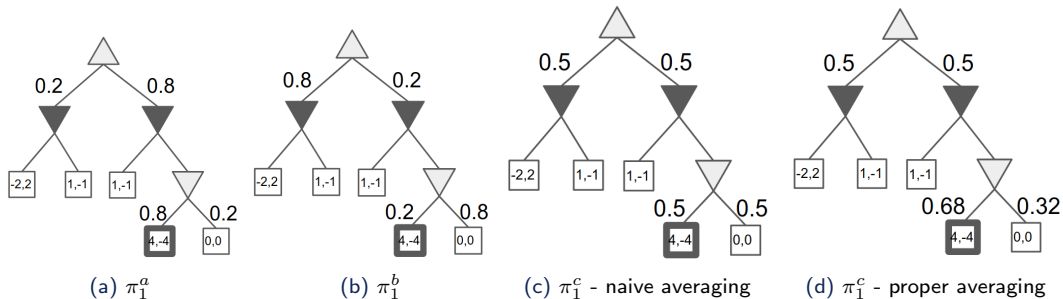 0.2 0.8 0.8 0.2 0.5 0.5 0.5 0.5
-2,2 1,-1 1,-1 -2,2 1,-1 1,-1 -2,2 1,-1 1,-1 -2,2 1,-1 1,-1
0.8 0.2 0.2 0.8 0.5 0.5 0.68 0.32
4,-4 0,0 4,-4 0,0 4,-4 0,0 4,-4 0,0
(a) π₁ᵃ (b) π₁ᵇ (c) π₁ᶜ - naive averaging (d) π₁ᶜ - proper averaging